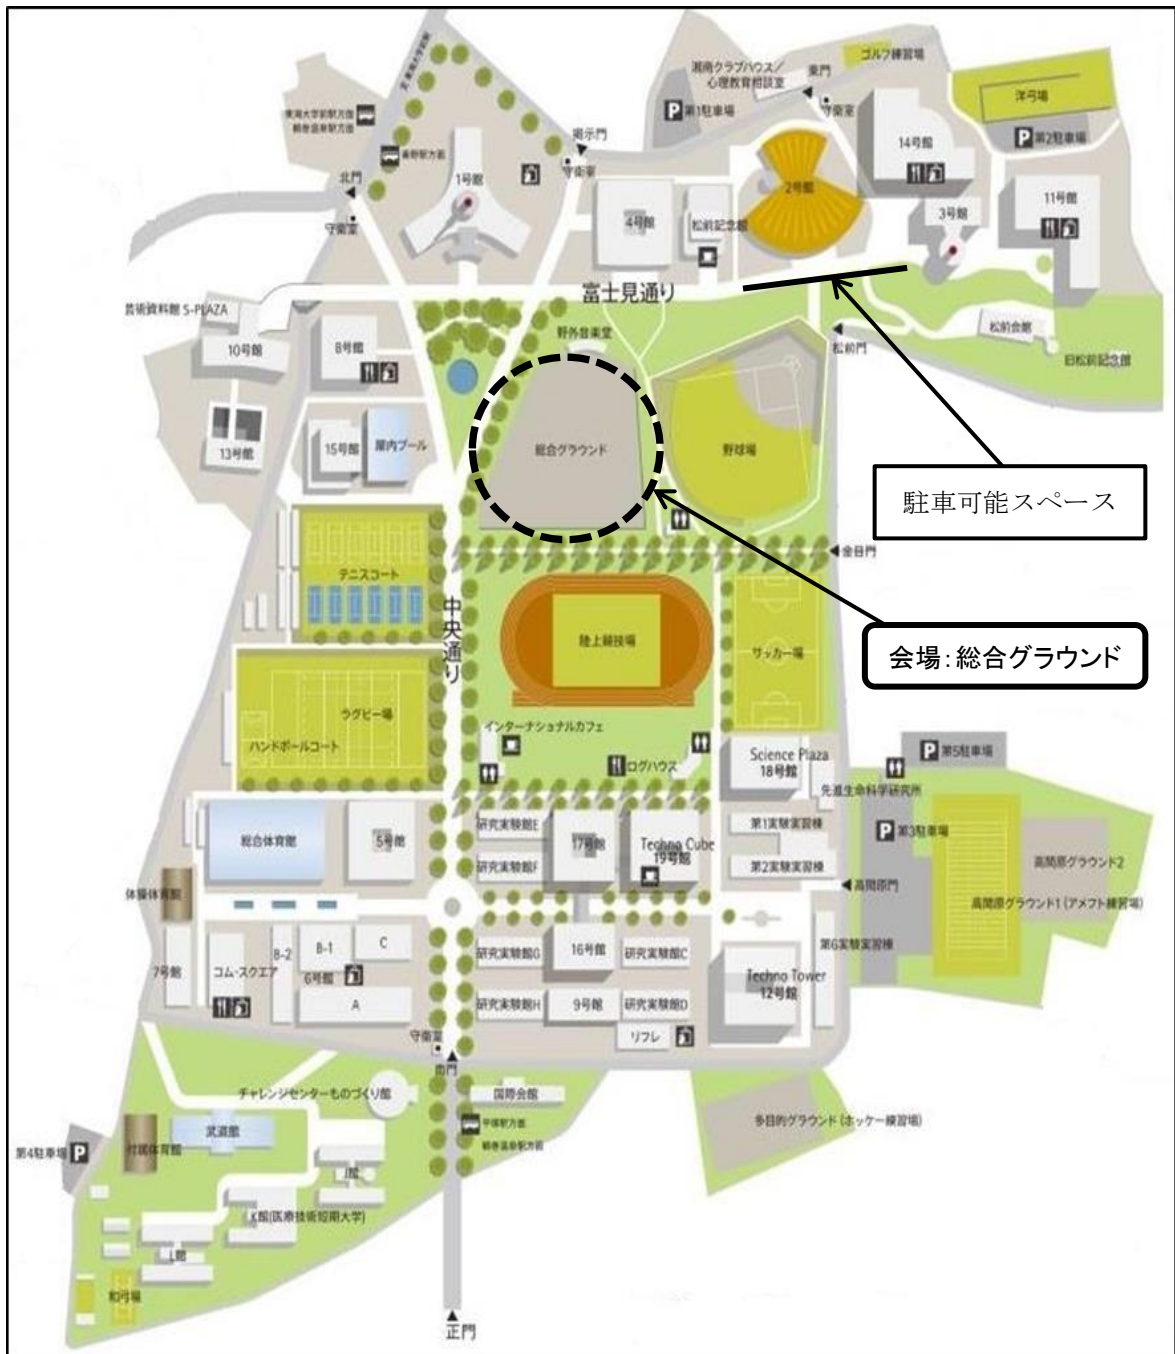 ゴルフ練習場
湘南クラブハウス/
心理教育相談室
東門
守衛室
洋弓場
P 第1駐車場
P 第2駐車場
14号館
東海大学前駅方面
鶴巻温泉駅方面
秦野駅方面
掲示門
守衛室
1号館
北門
守衛室
2号館
3号館
11号館
4号館
松前記念館
富士見通り
芸術資料館 S-PLAZA
野外音楽堂
松前門
松前会館
旧松前記念館
10号館
8号館
13号館
15号館
屋内プール
総合グラウンド
野球場
駐車可能スペース
金目門
テニスコート
中央通り
陸上競技場
サッカー場
会場:総合グラウンド
ラグビー場
ハンドボールコート
インターナショナルカフェ
ログハウス
Science Plaza
18号館
P 第5駐車場
先進生命科学研究所
総合体育館
5号館
研究実験館E
研究実験館F
17号館
Techno Cube
19号館
第1実験実習棟
第2実験実習棟
P 第3駐車場
高間原グラウンド2
高間原門
高間原グラウンド1(アメフト練習場)
体操体育館
7号館
コム・スクエア
B-2
B-1
C
6号館
A
研究実験館G
16号館
研究実験館C
第6実験実習棟
Techno Tower
12号館
研究実験館H
9号館
研究実験館D
リフレ
守衛室
南門
チャレンジセンターものづくり館
国際会館
平塚駅方面
鶴巻温泉駅方面
多目的グラウンド(ホッケー練習場)
武道館
付属体育館
第4駐車場 P
J館
K館(医療技術短期大学)
L館
和弓場
正門